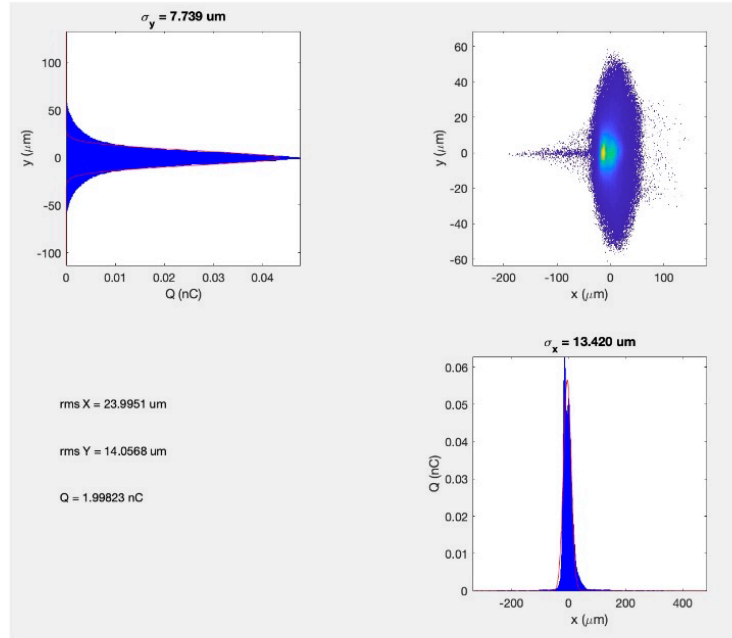 σy = 7.739 um
100
50
0
-50
-100
y (μm)
0
0.01
0.02
0.03
0.04
Q (nC)
60
40
20
0
-20
-40
-60
y (μm)
-200
-100
0
100
x (μm)
rms X = 23.9951 um
rms Y = 14.0568 um
Q = 1.99823 nC
σx = 13.420 um
0.06
0.05
0.04
0.03
0.02
0.01
0
Q (nC)
-200
0
200
400
x (μm)